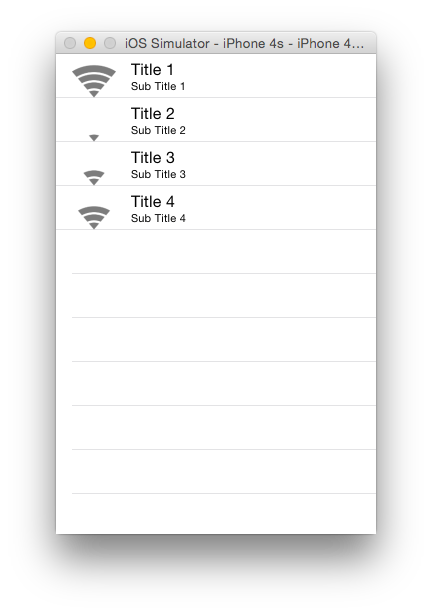 iOS Simulator - iPhone 4s - iPhone 4...
Title 1
Sub Title 1
Title 2
Sub Title 2
Title 3
Sub Title 3
Title 4
Sub Title 4